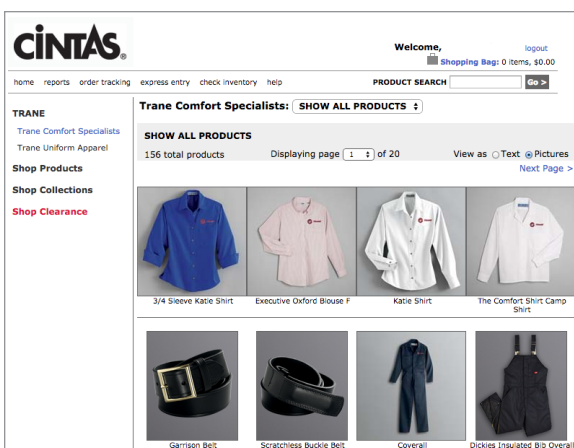 CINTAS®
Welcome,
logout
Shopping Bag: 0 items, $0.00
home reports order tracking express entry check inventory help
PRODUCT SEARCH
Go >
TRANE
Trane Comfort Specialists
Trane Uniform Apparel
Shop Products
Shop Collections
Shop Clearance
Trane Comfort Specialists: SHOW ALL PRODUCTS
SHOW ALL PRODUCTS
156 total products
Displaying page 1 of 20
View as Text Pictures
Next Page >
3/4 Sleeve Katie Shirt
Executive Oxford Blouse F
Katie Shirt
The Comfort Shirt Camp
Shirt
Garrison Belt
Scratchless Buckle Belt
Coverall
Dickies Insulated Bib Overall